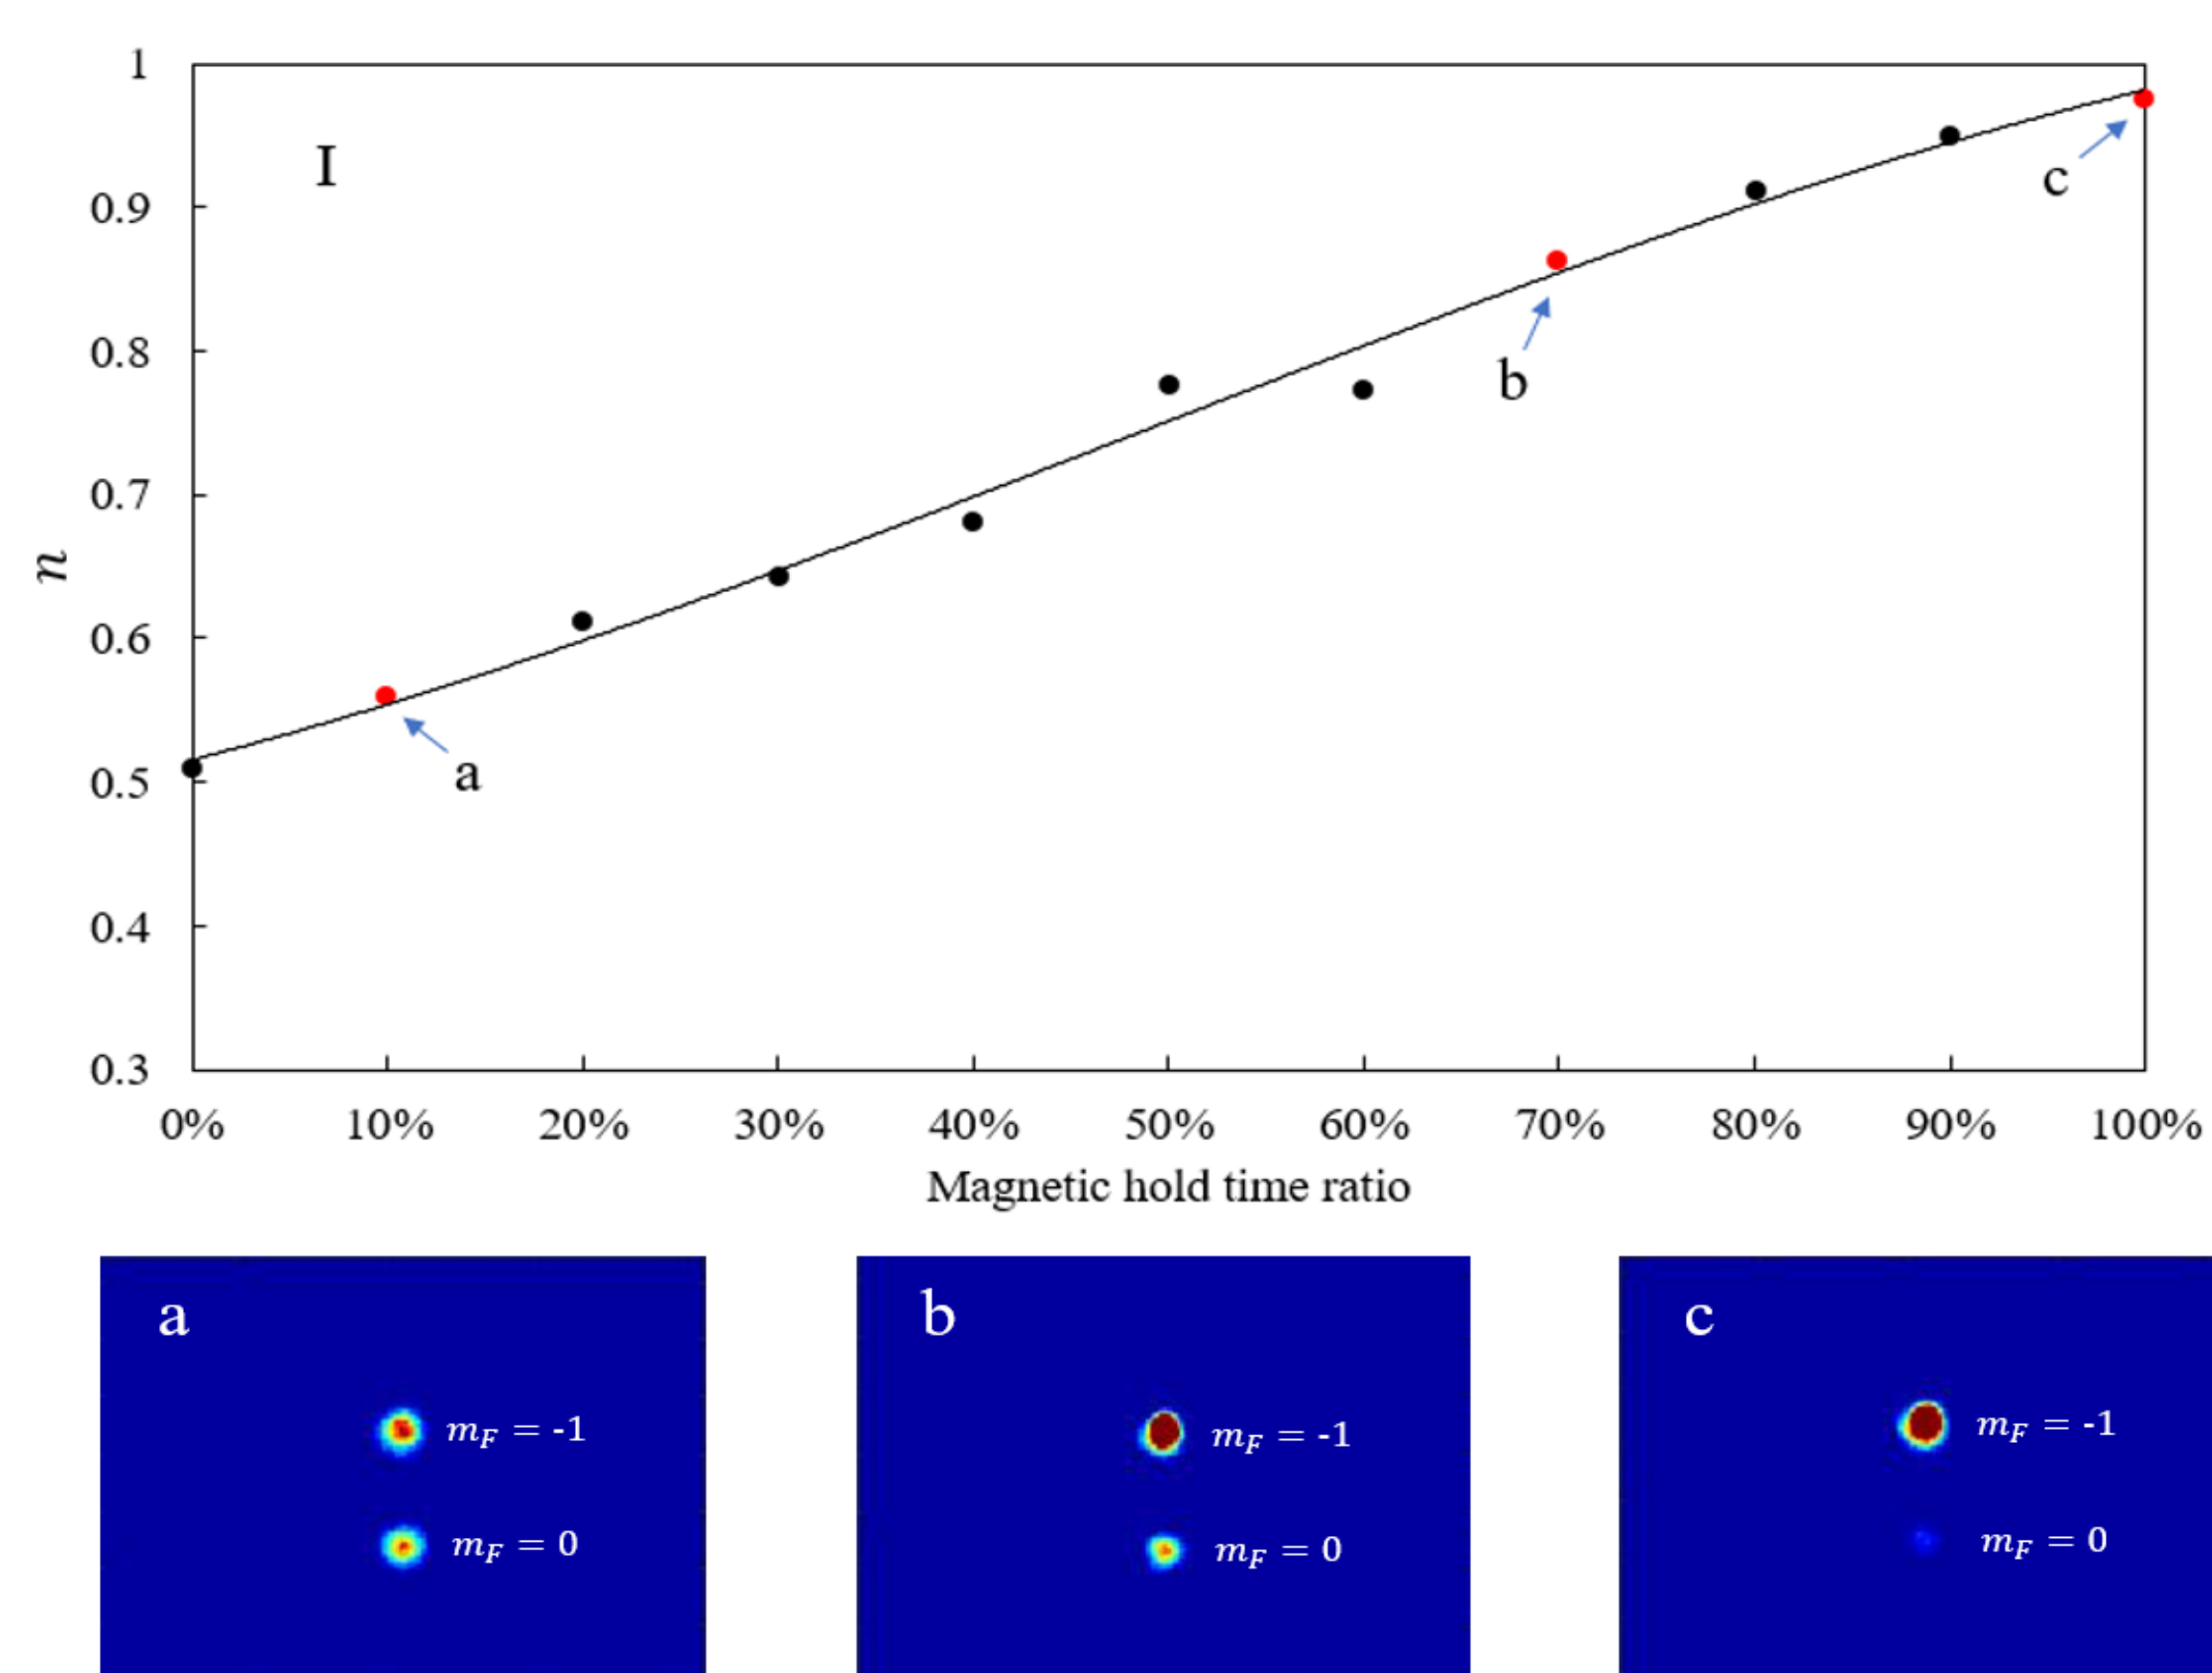 1
I
0.9
c
0.8
b
0.7
n
0.6
a
0.5
0.4
0.3
0% 10% 20% 30% 40% 50% 60% 70% 80% 90% 100%
Magnetic hold time ratio
a
m_F = -1
m_F = 0
b
m_F = -1
m_F = 0
c
m_F = -1
m_F = 0